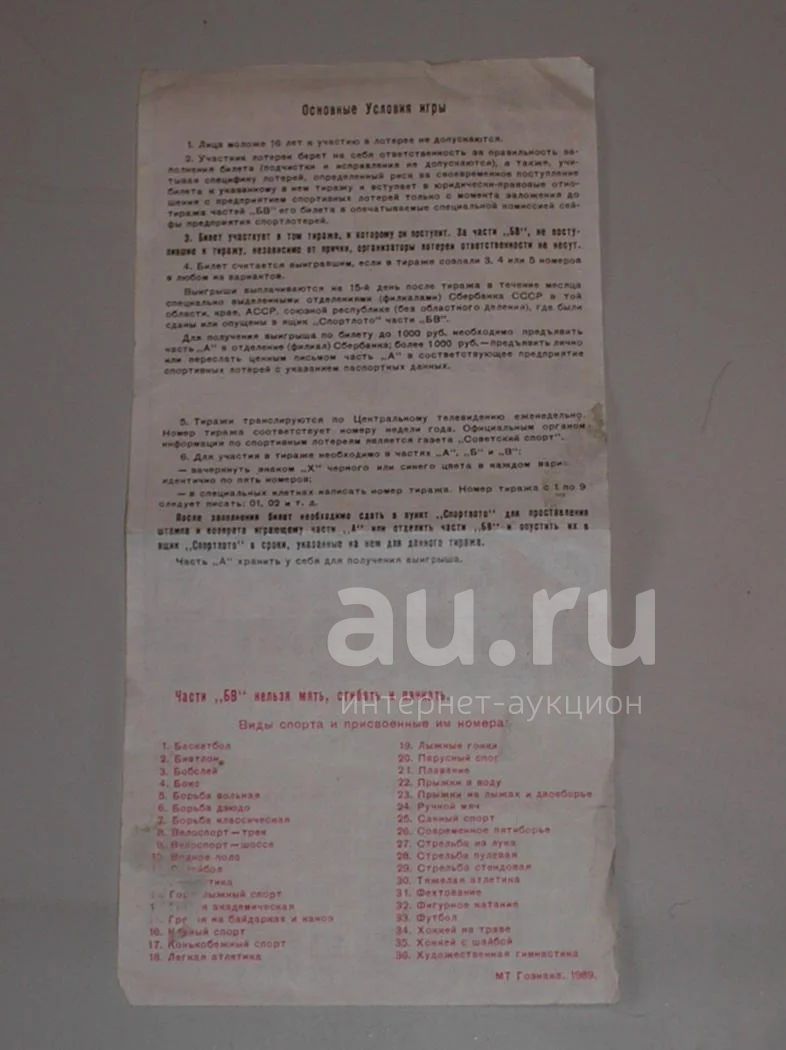 Основные Условия игры
1. Лица моложе 16 лет к участию в лотерее не допускаются.
2. Участник лотереи берет на себя ответственность за правильность за-
полнения билета (подчистки и исправления не допускаются), а также, учи-
тывая специфику лотерей, определенный риск за своевременное поступление
билета к указанному в нем тиражу и вступает в юридически-правовые отно-
шения с предприятием спортивных лотерей только с момента заложения до
тиража частей „БВ" его билета в опечатываемые специальной комиссией сей-
фы предприятия спортлотерей.
3. Билет участвует в том тираже, к которому он поступит. За части „БВ", не посту-
пившие к тиражу, независимо от причин, организаторы лотереи ответственности не несут.
4. Билет считается выигравшим, если в тираже совпали 3, 4 или 5 номеров
в любом из вариантов.
Выигрыши выплачиваются на 15-й день после тиража в течение месяца
специально выделенными отделениями (филиалами) Сбербанка СССР в той
области, крае, АССР, союзной республике (без областного деления), где были
сданы или опущены в ящик „Спортлото" части „БВ".
Для получения выигрыша по билету до 1000 руб. необходимо предъявить
часть „А" в отделение (филиал) Сбербанка; более 1000 руб.—предъявить лично
или переслать ценным письмом часть „А" в соответствующее предприятие
спортивных лотерей с указанием паспортных данных.
5. Тиражи транслируются по Центральному телевидению еженедельно.
Номер тиража соответствует номеру недели года. Официальным органом
информации по спортивным лотереям является газета „Советский спорт".
6. Для участия в тираже необходимо в частях „А", „Б" и „В":
— зачеркнуть знаком „Х" черного или синего цвета в каждом вари-
идентично по пять номеров;
— в специальных клетках написать номер тиража. Номер тиража с 1 по 9
следует писать: 01, 02 и т. д.
После заполнения билет необходимо сдать в пункт „Спортлото" для проставления
штампа и возврата играющему части „А" или отделить части „БВ" и опустить их в
ящик „Спортлото" в сроки, указанные на нем для данного тиража.
Часть „А" хранить у себя для получения выигрыша.
au.ru
интернет-аукцион
Части „БВ" нельзя мять, сгибать и пачкать.
Виды спорта и присвоенные им номера:
1. Баскетбол
2. Биатлон
3. Бобслей
4. Бокс
5. Борьба вольная
6. Борьба дзюдо
7. Борьба классическая
8. Велоспорт—трек
9. Велоспорт—шоссе
10. Водное поло
лыжный спорт
академическая
на байдарках и каноэ
16. спорт
17. Конькобежный спорт
18. Легкая атлетика
19. Лыжные гонки
20. Парусный спорт
21. Плавание
22. Прыжки в воду
23. Прыжки на лыжах и двоеборье
24. Ручной мяч
25. Санный спорт
26. Современное пятиборье
27. Стрельба из лука
28. Стрельба пулевая
29. Стрельба стендовая
30. Тяжелая атлетика
31. Фехтование
32. Фигурное катание
33. Футбол
34. Хоккей на траве
35. Хоккей с шайбой
36. Художественная гимнастика
МТ Гознака. 1989.